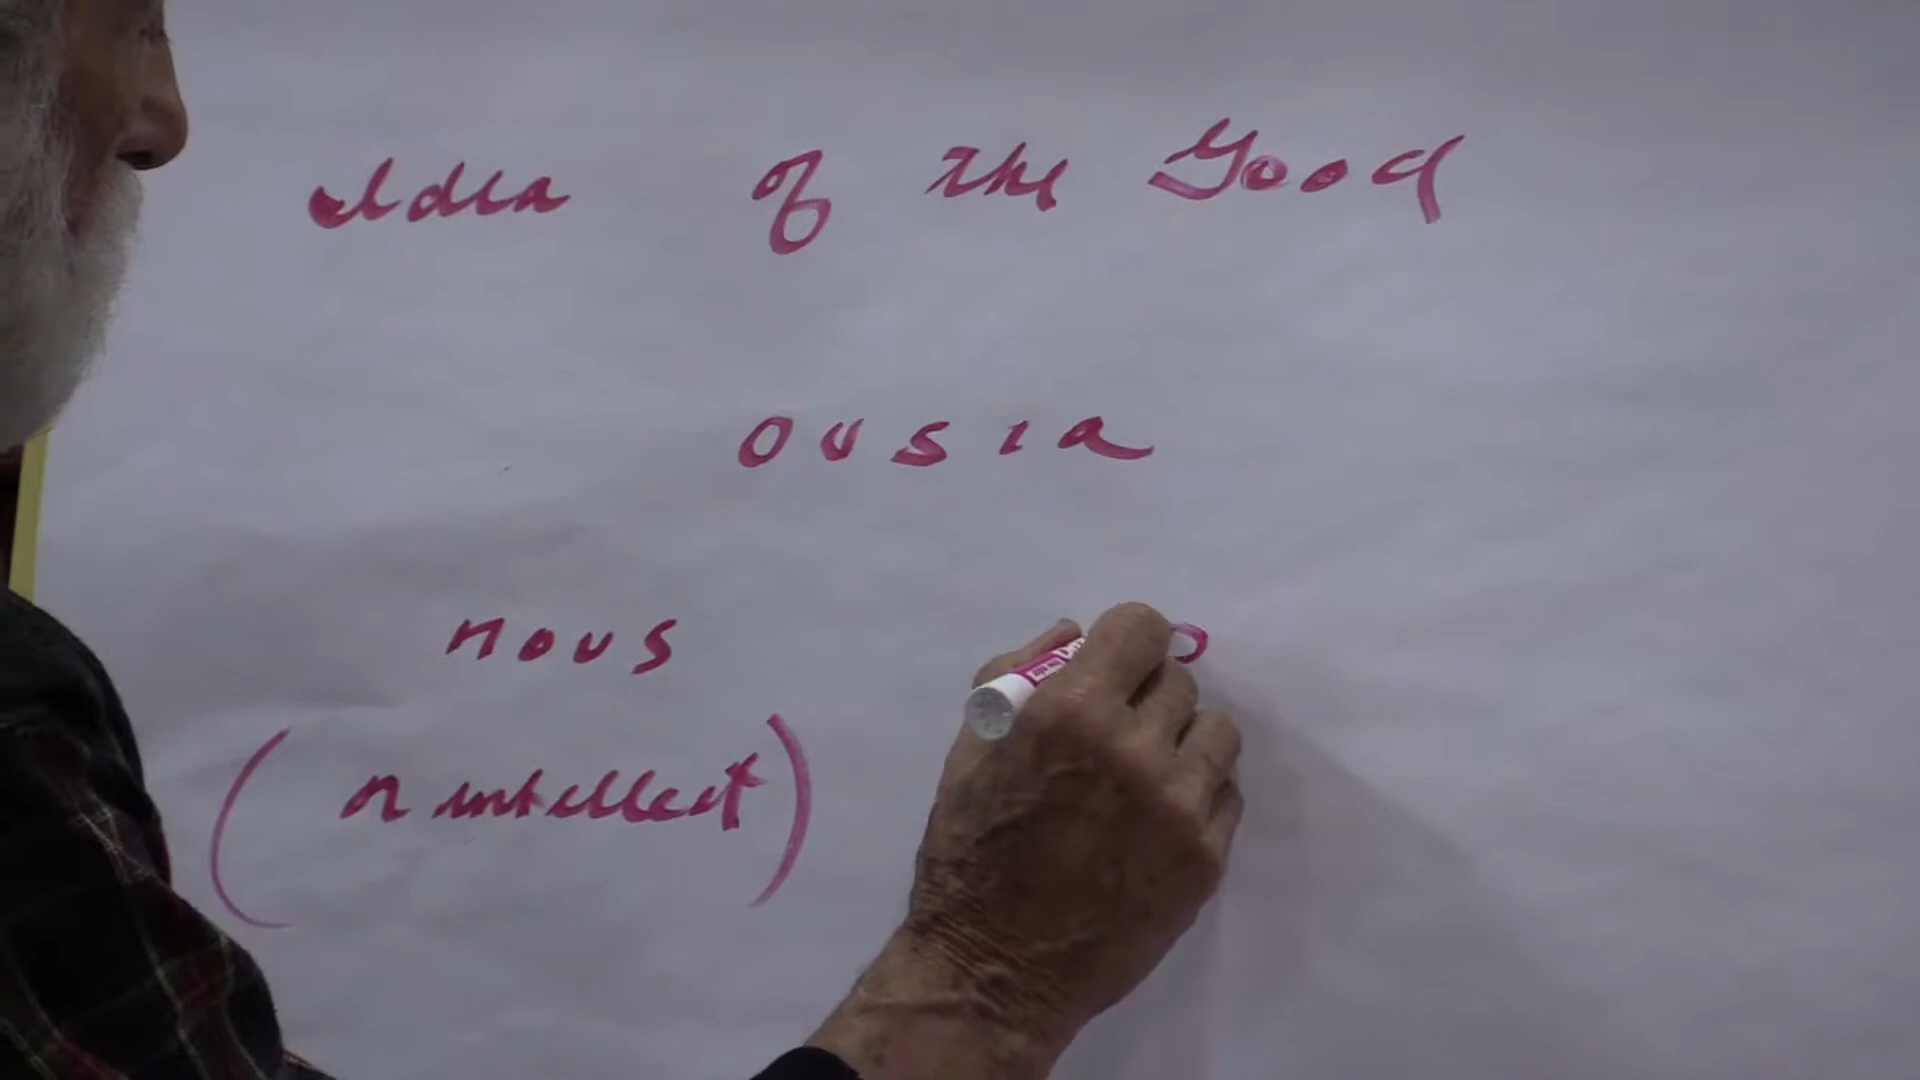 Idea of the Good
ousia
nous
(or intellect)